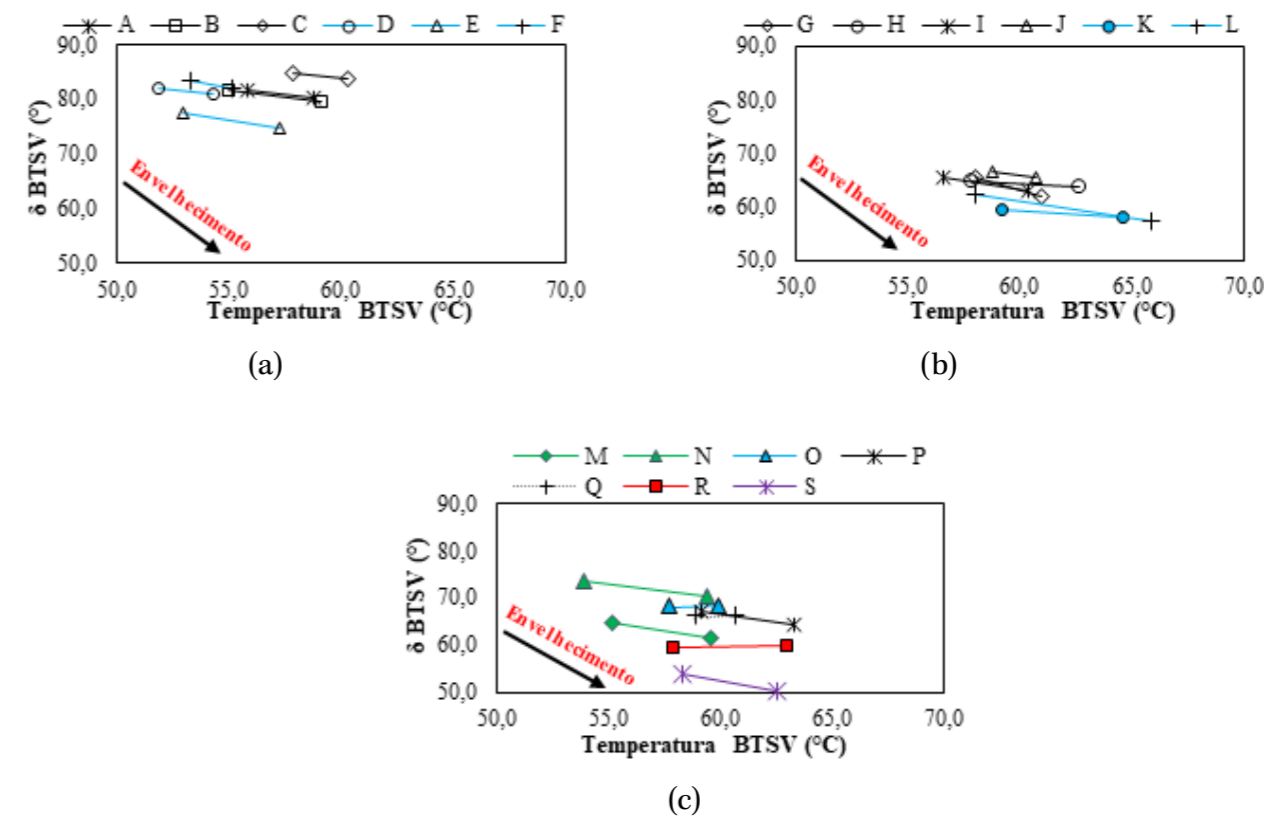 A B C D E F
90,0
80,0
70,0
60,0
50,0
δ BTSV (°)
Envelhecimento
50,0 55,0 60,0 65,0 70,0
Temperatura BTSV (°C)
(a)
G H I J K L
90,0
80,0
70,0
60,0
50,0
δ BTSV (°)
Envelhecimento
50,0 55,0 60,0 65,0 70,0
Temperatura BTSV (°C)
(b)
M N O P
Q R S
90,0
80,0
70,0
60,0
50,0
δ BTSV (°)
Envelhecimento
50,0 55,0 60,0 65,0 70,0
Temperatura BTSV (°C)
(c)